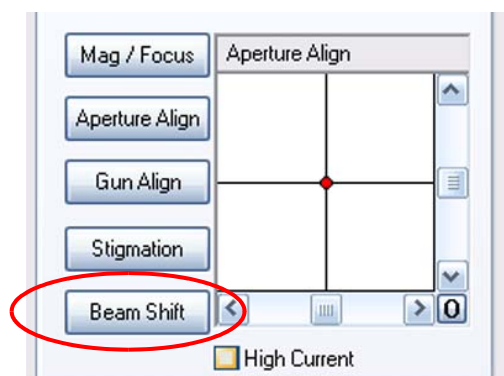 Mag / Focus
Aperture Align
Aperture Align
Gun Align
Stigmation
Beam Shift
0
High Current